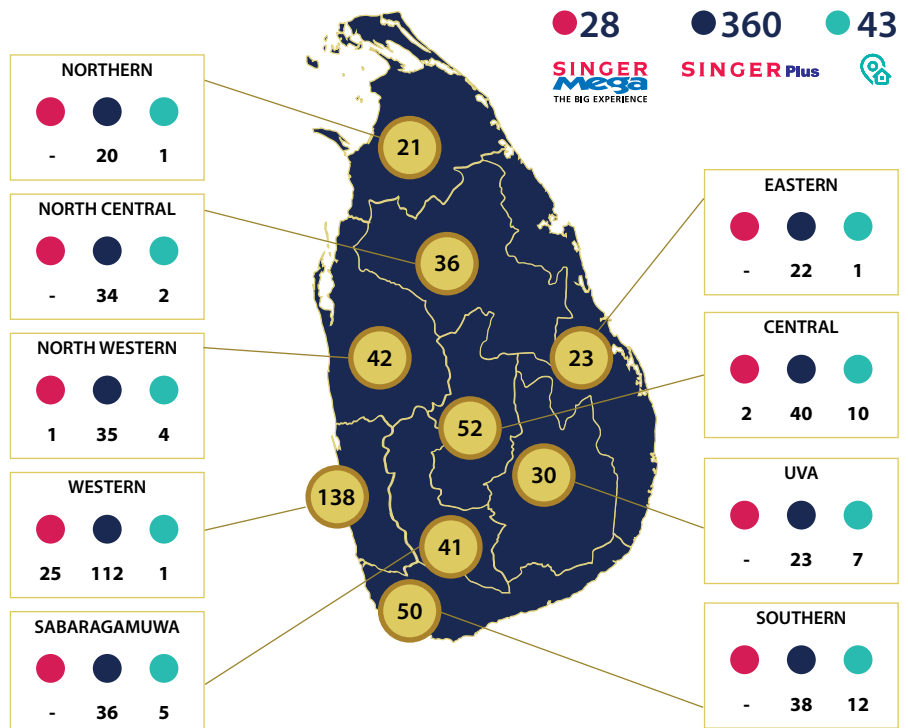 28 360 43
SINGER
Mega
THE BIG EXPERIENCE
SINGER Plus
NORTHERN
- 20 1
NORTH CENTRAL
- 34 2
NORTH WESTERN
1 35 4
WESTERN
25 112 1
SABARAGAMUWA
- 36 5
21
36
42
23
52
30
138
41
50
EASTERN
- 22 1
CENTRAL
2 40 10
UVA
- 23 7
SOUTHERN
- 38 12